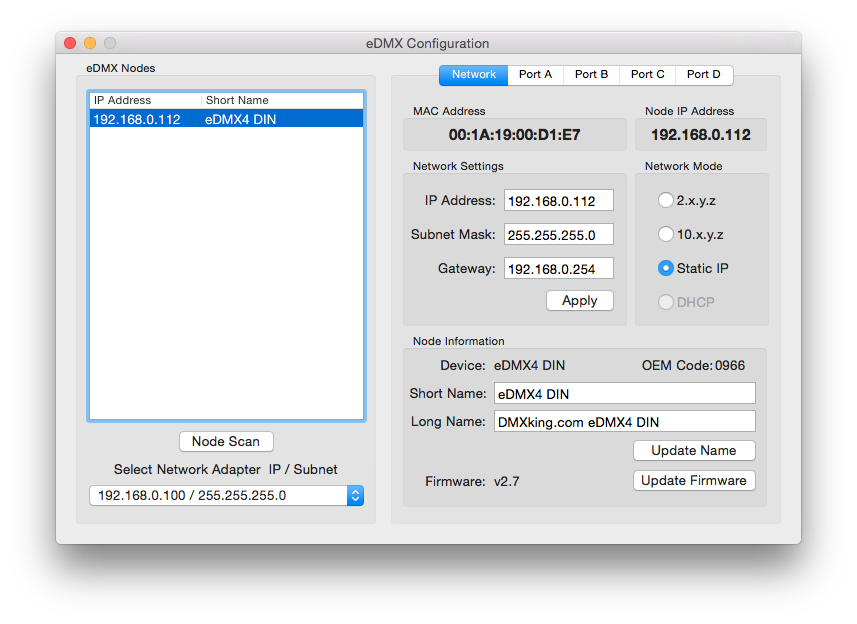 eDMX Configuration
eDMX Nodes
IP Address Short Name
192.168.0.112 eDMX4 DIN
Node Scan
Select Network Adapter IP / Subnet
192.168.0.100 / 255.255.255.0
Network Port A Port B Port C Port D
MAC Address
00:1A:19:00:D1:E7
Node IP Address
192.168.0.112
Network Settings
IP Address: 192.168.0.112
Subnet Mask: 255.255.255.0
Gateway: 192.168.0.254
Apply
Network Mode
2.x.y.z
10.x.y.z
Static IP
DHCP
Node Information
Device: eDMX4 DIN OEM Code: 0966
Short Name: eDMX4 DIN
Long Name: DMXking.com eDMX4 DIN
Update Name
Firmware: v2.7 Update Firmware